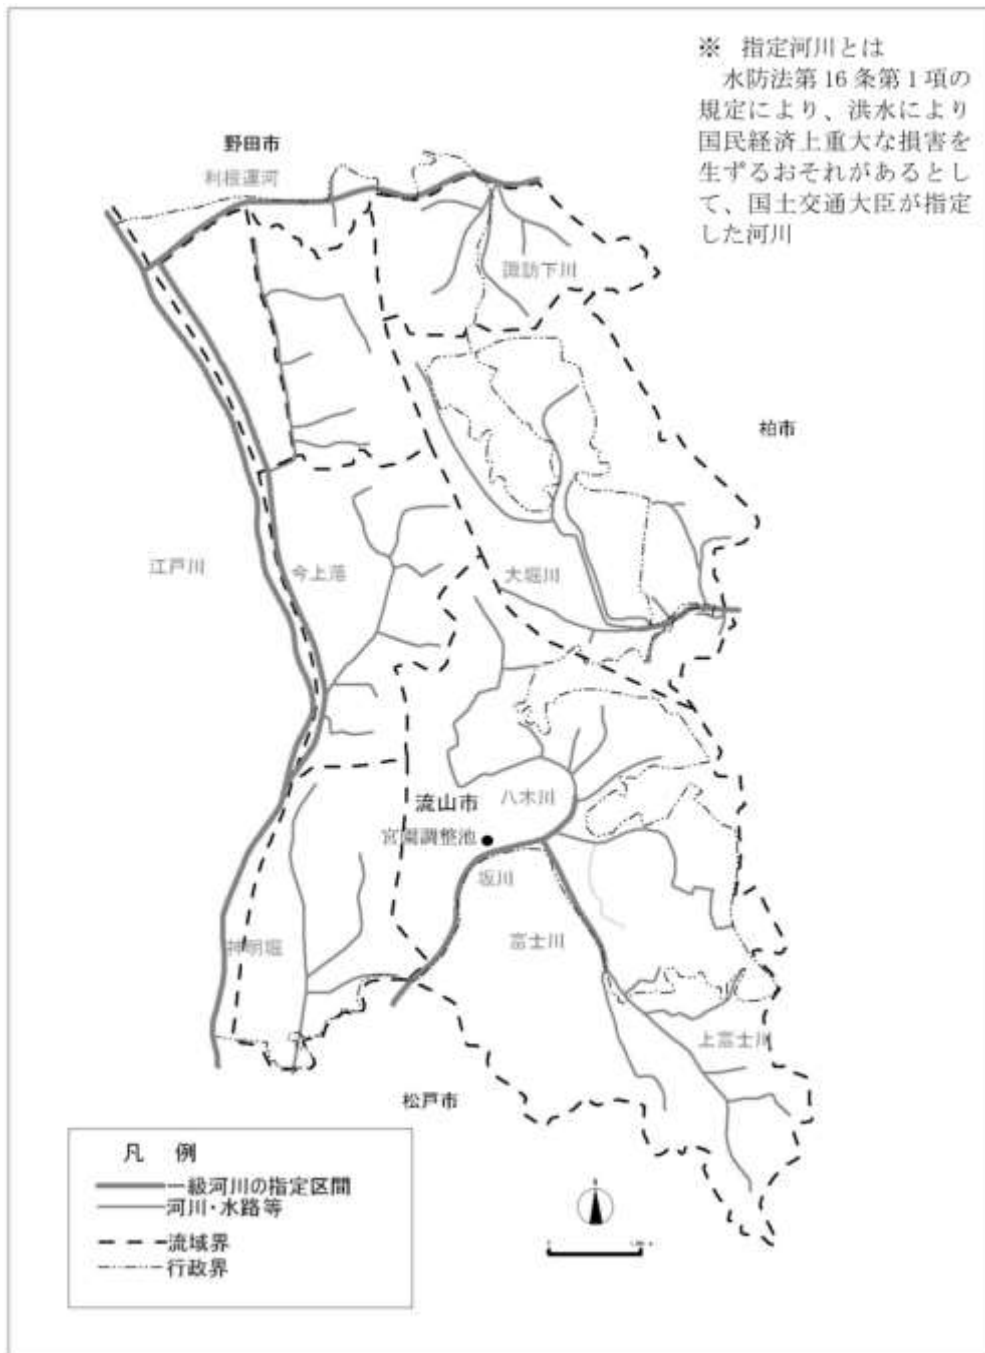 ※ 指定河川とは
水防法第 16 条第 1 項の
規定により、洪水により
国民経済上重大な損害を
生ずるおそれがあるとし
て、国土交通大臣が指定
した河川
野田市
利根運河
諏訪下川
柏市
江戸川
今上落
大堀川
八木川
流山市
宮園調整池
坂川
富士川
神明堀
上富士川
松戸市
凡 例
一級河川の指定区間
河川・水路等
流域界
行政界